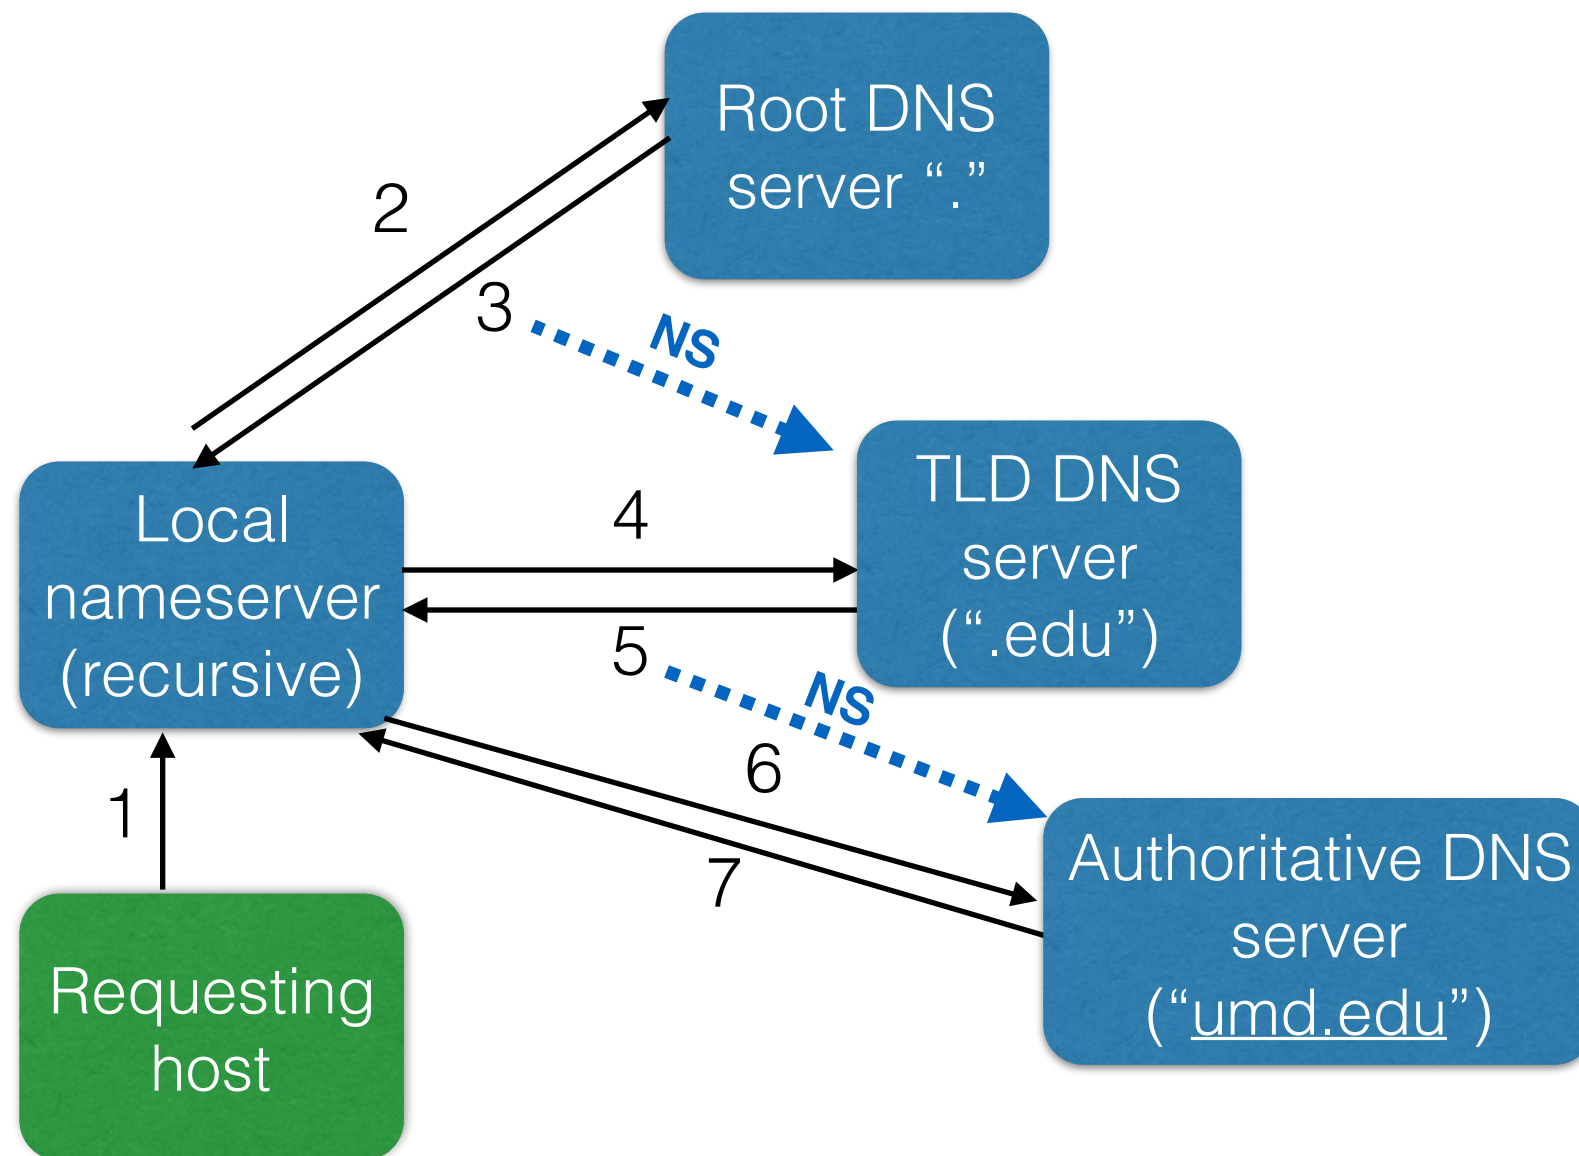 Root DNS
server “.”
2
3
NS
Local
nameserver
(recursive)
4
TLD DNS
server
(“.edu”)
5
NS
6
7
1
Authoritative DNS
server
(“umd.edu”)
Requesting
host